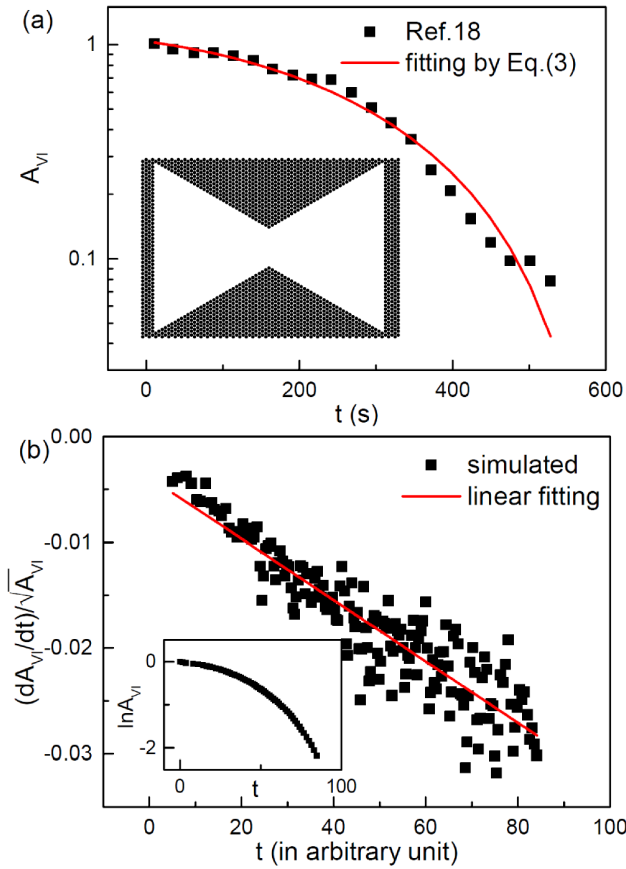 (a)
Ref.18
fitting by Eq.(3)
1
0.1
A_VI
0 200 400 600
t (s)
(b)
0.00
-0.01
-0.02
-0.03
simulated
linear fitting
(dA_VI/dt)/√A_VI
0
-2
lnA_VI
0 100
t
0 20 40 60 80 100
t (in arbitrary unit)